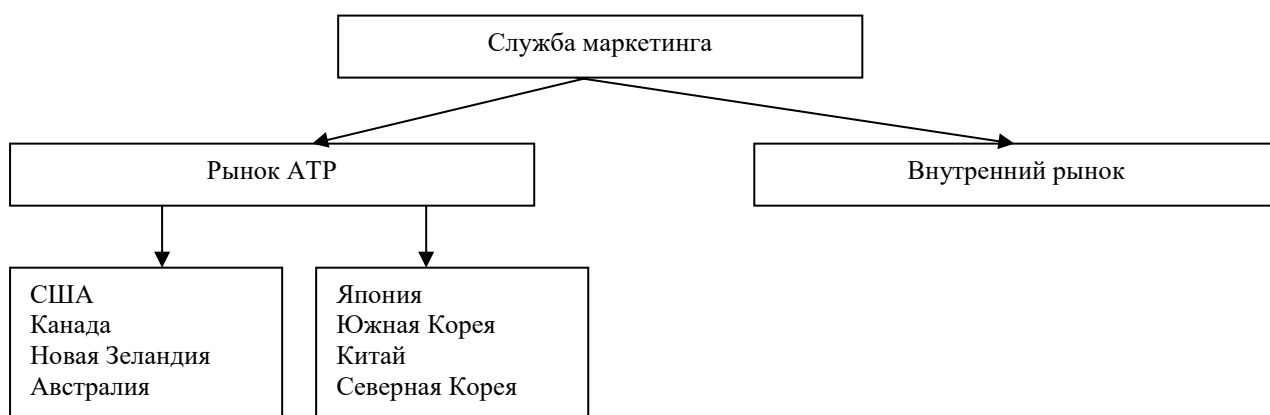 Служба маркетинга
Рынок АТР
Внутренний рынок
США
Канада
Новая Зеландия
Австралия
Япония
Южная Корея
Китай
Северная Корея